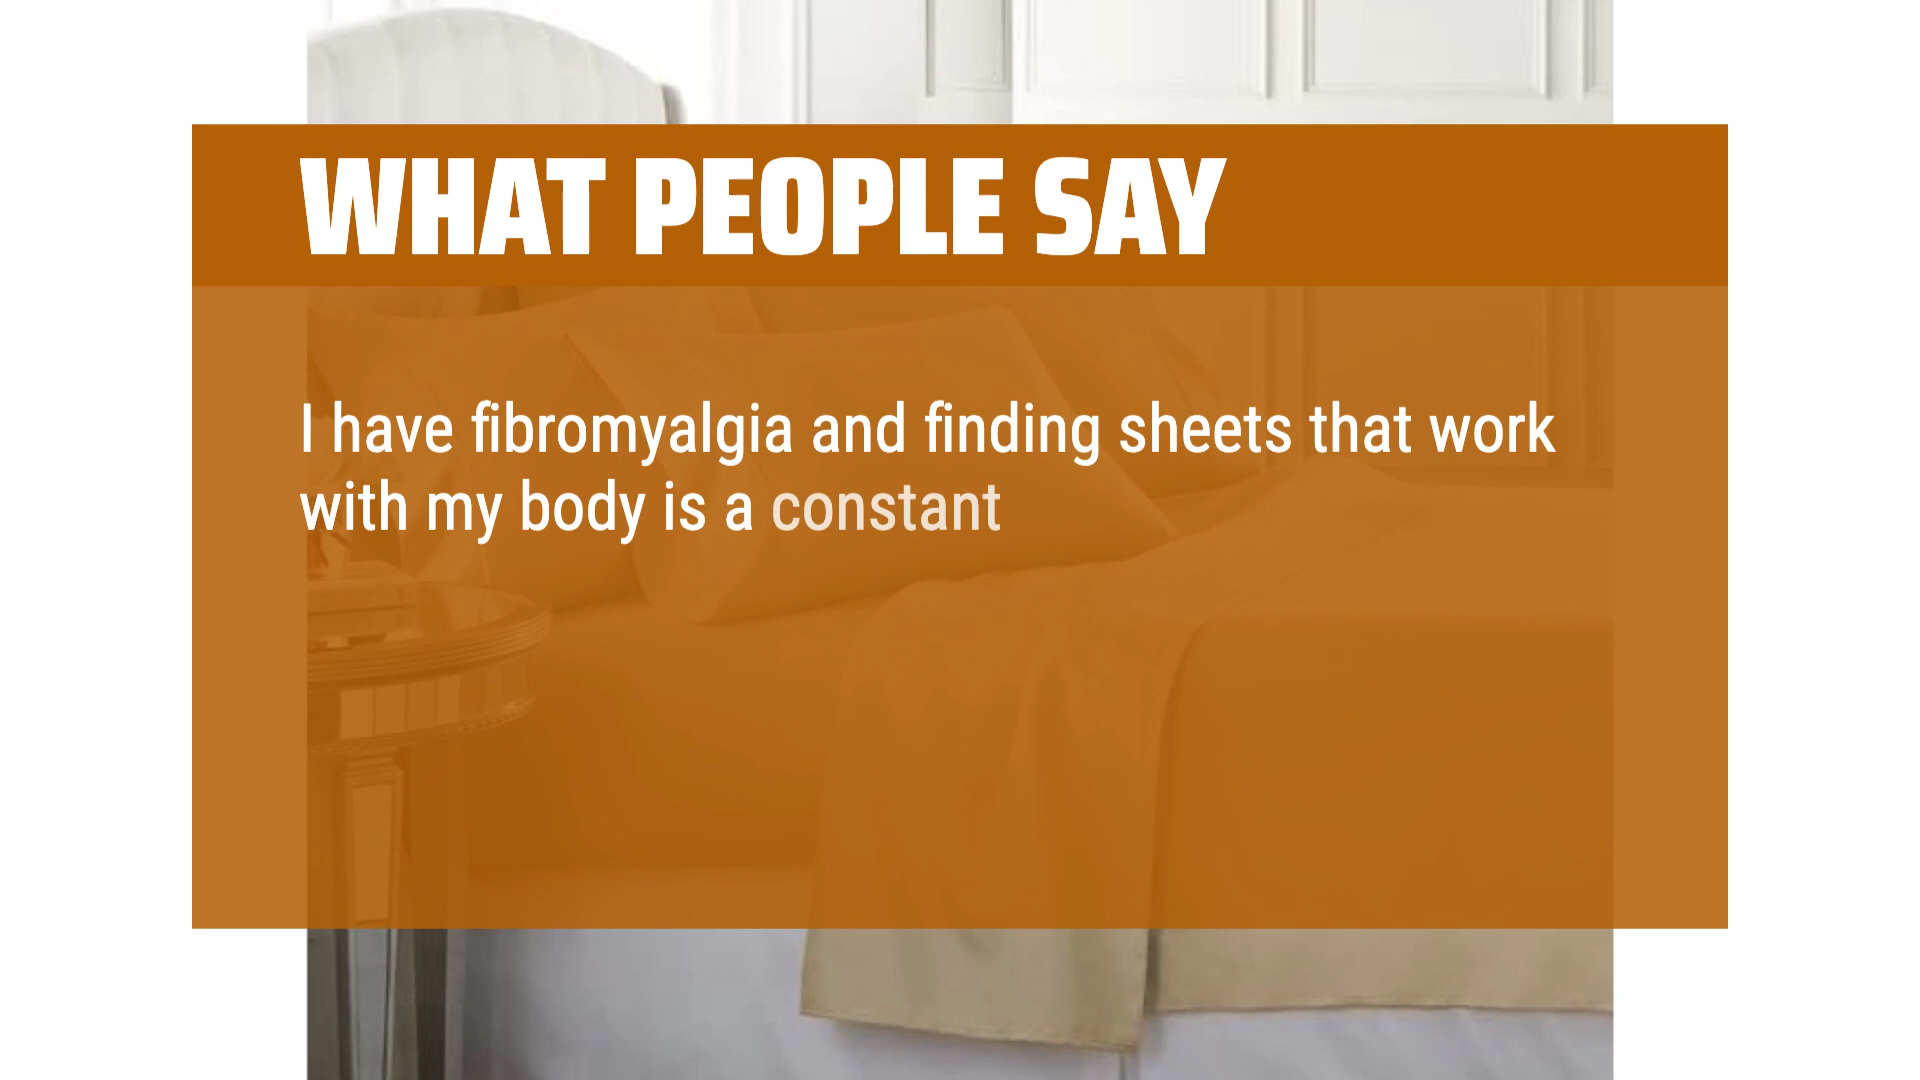 WHAT PEOPLE SAY
I have fibromyalgia and finding sheets that work
with my body is a constant